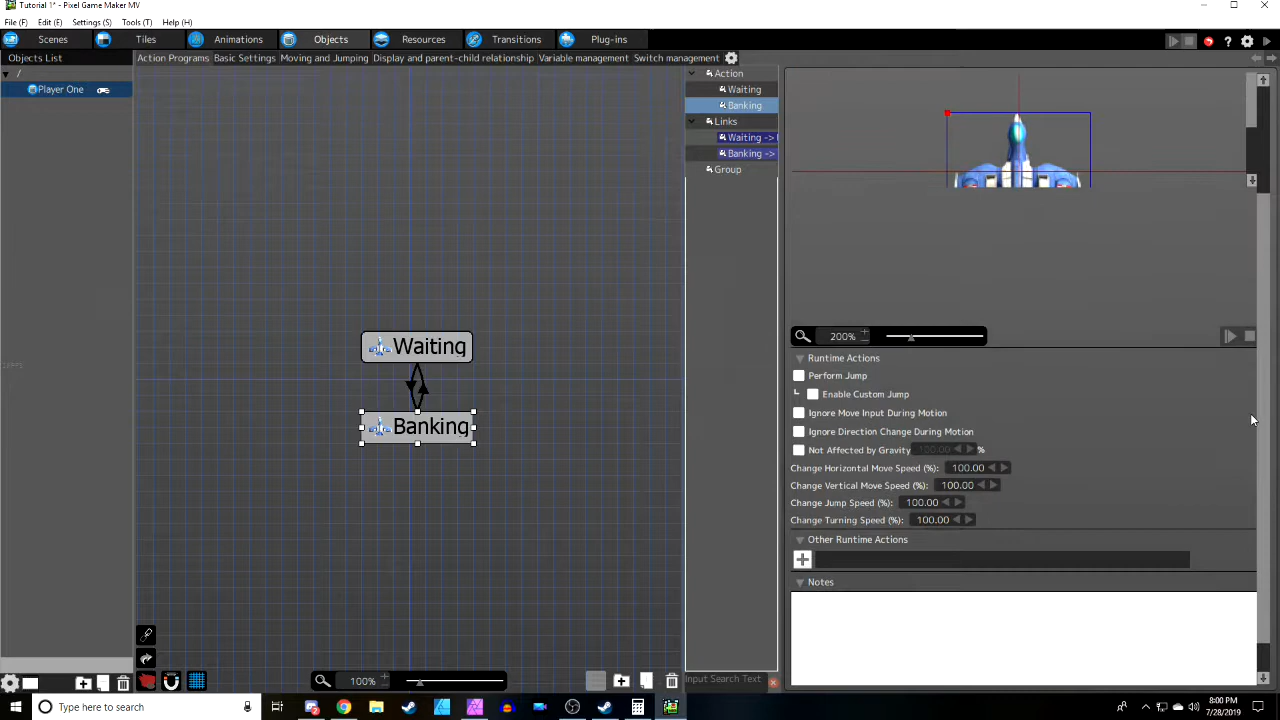 Tutorial 1* - Pixel Game Maker MV
File (F) Edit (E) Settings (S) Tools (T) Help (H)
Scenes Tiles Animations Objects Resources Transitions Plug-ins
Objects List Action Programs Basic Settings Moving and Jumping Display and parent-child relationship Variable management Switch management
/
Player One
Action
Waiting
Banking
Links
Waiting ->
Banking ->
Group
Waiting
Banking
200%
Runtime Actions
Perform Jump
Enable Custom Jump
Ignore Move Input During Motion
Ignore Direction Change During Motion
Not Affected by Gravity 100.00 %
Change Horizontal Move Speed (%): 100.00
Change Vertical Move Speed (%): 100.00
Change Jump Speed (%): 100.00
Change Turning Speed (%): 100.00
Other Runtime Actions
Notes
100%
Input Search Text
Type here to search
8:00 PM
7/28/2019